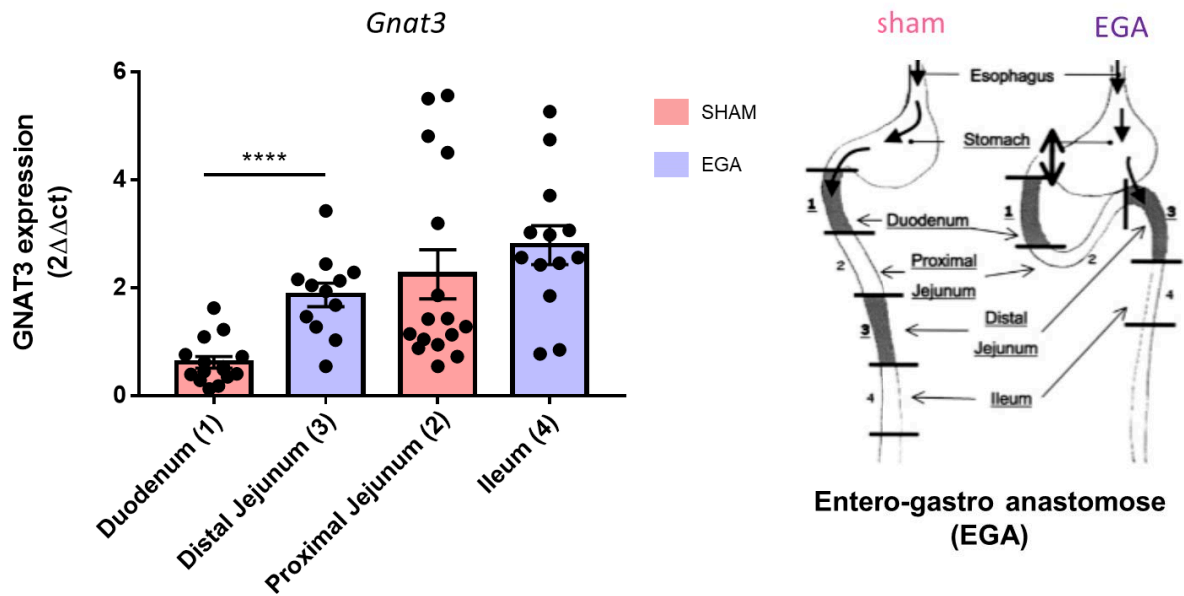 Gnat3
GNAT3 expression
(2ΔΔct)
6
4
2
0
****
Duodenum (1)
Distal Jejunum (3)
Proximal Jejunum (2)
Ileum (4)
SHAM
EGA
sham
EGA
Esophagus
Stomach
1
1
3
Duodenum
2
2
Proximal
Jejunum
4
Distal
3
Jejunum
4
Ileum
Entero-gastro anastomose
(EGA)